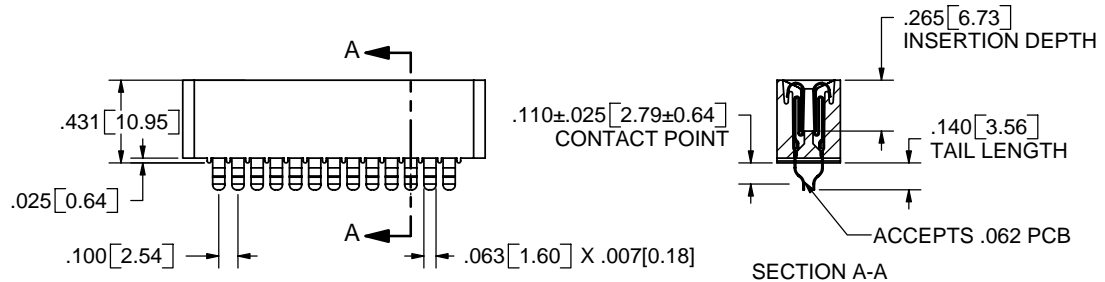 A
.265[6.73]
INSERTION DEPTH
.431[10.95]
.110±.025[2.79±0.64]
CONTACT POINT
.140[3.56]
TAIL LENGTH
.025[0.64]
A
.100[2.54]
.063[1.60] X .007[0.18]
ACCEPTS .062 PCB
SECTION A-A